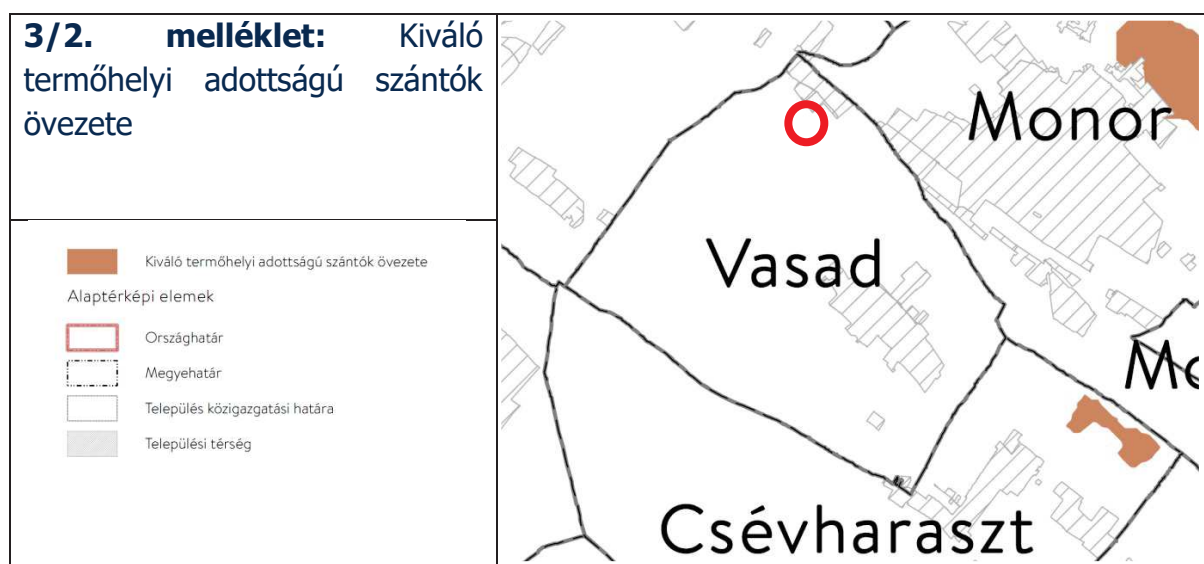 3/2. melléklet: Kiváló
termőhelyi adottságú szántók
övezete
Kiváló termőhelyi adottságú szántók övezete
Alaptérképi elemek
Országhatár
Megyehatár
Település közigazgatási határa
Települési térség
Monor
Vasad
Mo
Csévharaszt